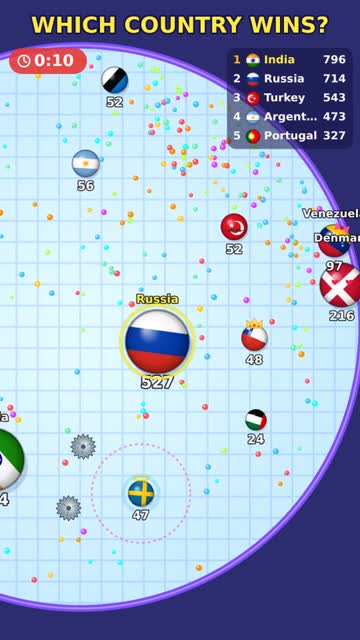 WHICH COUNTRY WINS?
0:10
1 India 796
2 Russia 714
3 Turkey 543
4 Argent... 473
5 Portugal 327
52
56
52
Venezuel
Denmar
97
216
Russia
527
48
24
a
4
47